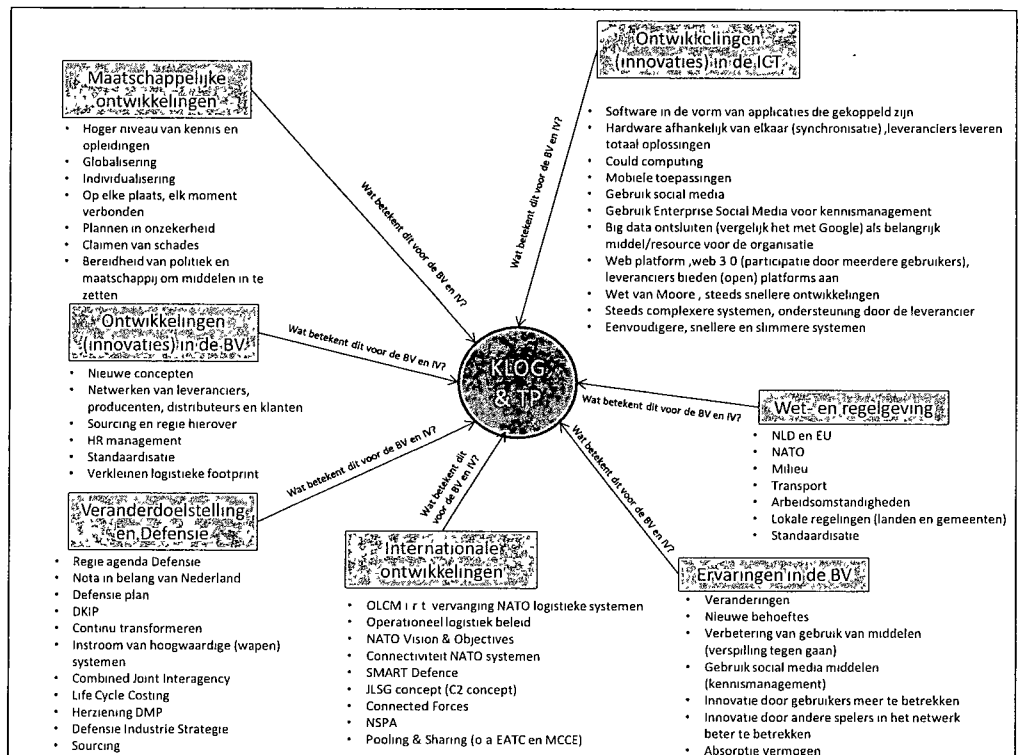 Maatschappelijke
ontwikkelingen
Hoger niveau van kennis en
opleidingen
Globalisering
Individualisering
Op elke plaats, elk moment
verbonden
Plannen in onzekerheid
Claimen van schades
Bereidheid van politiek en
maatschappij om middelen in te
zetten
Wat betekent dit voor de BV en IV?
Ontwikkelingen
(innovaties) in de ICT
Software in de vorm van applicaties die gekoppeld zijn
Hardware afhankelijk van elkaar (synchronisatie) ,leveranciers leveren
totaal oplossingen
Could computing
Mobiele toepassingen
Gebruik social media
Gebruik Enterprise Social Media voor kennismanagement
Big data ontsluiten (vergelijk het met Google) als belangrijk
middel/resource voor de organisatie
Web platform ,web 3 0 (participatie door meerdere gebruikers),
leveranciers bieden (open) platforms aan
Wet van Moore , steeds snellere ontwikkelingen
Steeds complexere systemen, ondersteuning door de leverancier
Eenvoudigere, snellere en slimmere systemen
Wat betekent dit voor de BV en IV?
Ontwikkelingen
(innovaties) in de BV
Nieuwe concepten
Netwerken van leveranciers,
producenten, distributeurs en klanten
Sourcing en regie hierover
HR management
Standaardisatie
Verkleinen logistieke footprint
Wat betekent dit voor de BV en IV?
KLOG
& TP
Wat betekent dit voor de BV en IV?
Wet- en regelgeving
NLD en EU
NATO
Milieu
Transport
Arbeidsomstandigheden
Lokale regelingen (landen en gemeenten)
Standaardisatie
Veranderdoelstelling
en Defensie
Regie agenda Defensie
Nota in belang van Nederland
Defensie plan
DKIP
Continu transformeren
Instroom van hoogwaardige (wapen)
systemen
Combined Joint Interagency
Life Cycle Costing
Herziening DMP
Defensie Industrie Strategie
Sourcing
Wat betekent dit voor de BV en IV?
Wat betekent dit
voor de BV en IV?
Internationale
ontwikkelingen
OLCM i r t vervanging NATO logistieke systemen
Operationeel logistiek beleid
NATO Vision & Objectives
Connectiviteit NATO systemen
SMART Defence
JLSG concept (C2 concept)
Connected Forces
NSPA
Pooling & Sharing (o a EATC en MCCE)
Wat betekent dit voor de BV en IV?
Ervaringen in de BV
Veranderingen
Nieuwe behoeftes
Verbetering van gebruik van middelen
(verspilling tegen gaan)
Gebruik social media middelen
(kennismanagement)
Innovatie door gebruikers meer te betrekken
Innovatie door andere spelers in het netwerk
beter te betrekken
Absorptie vermogen